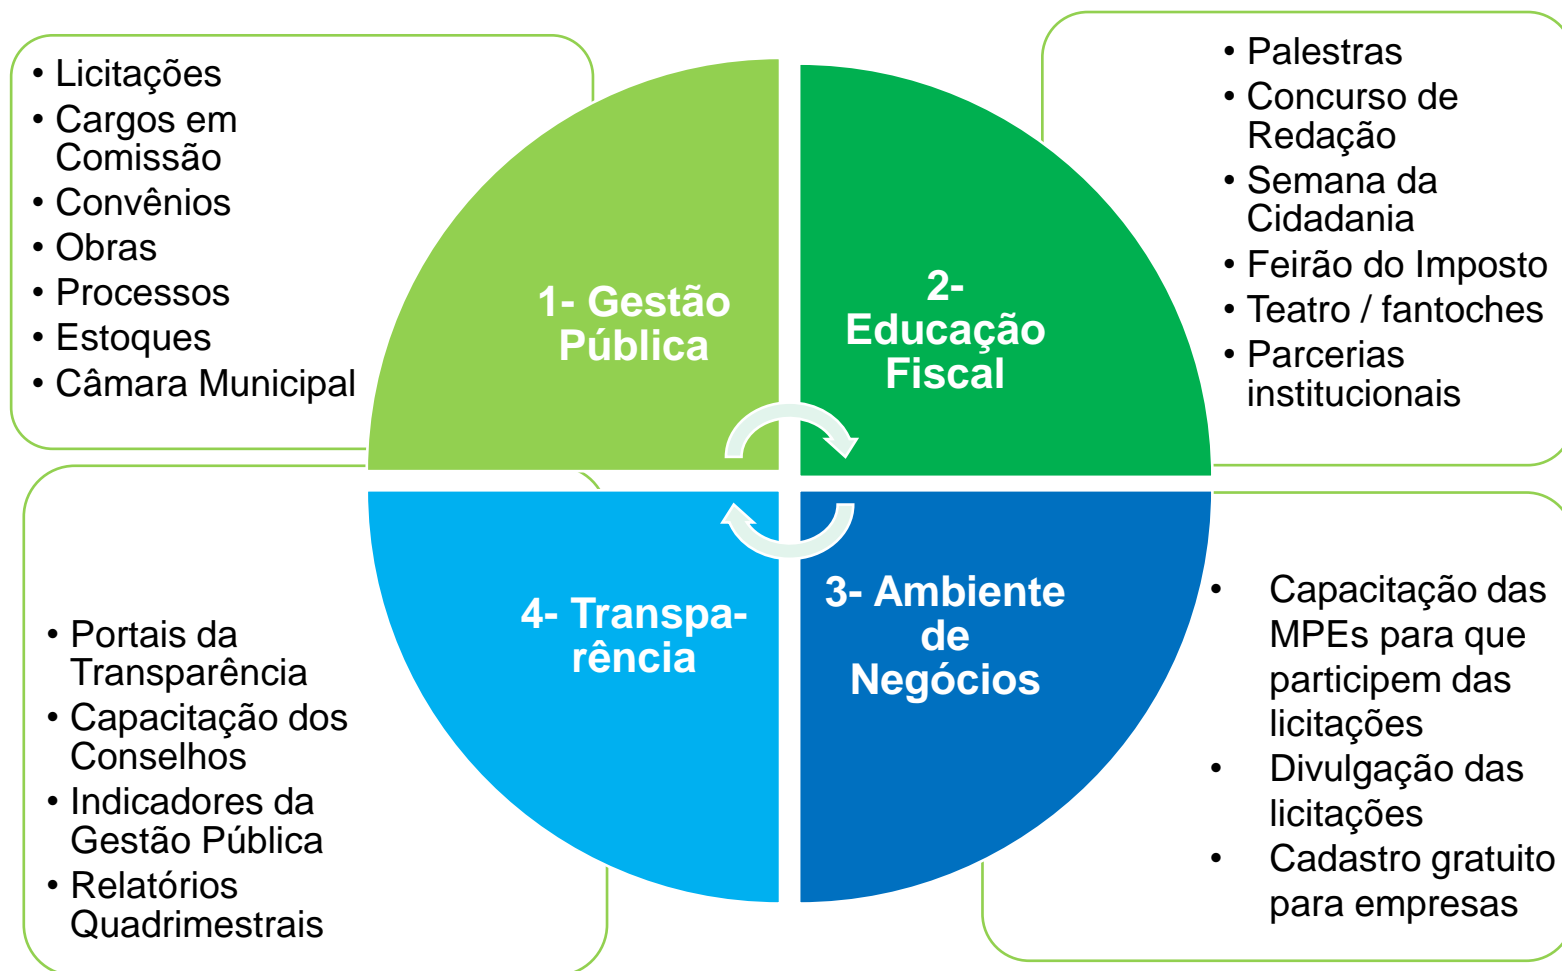 • Licitações
• Cargos em
Comissão
• Convênios
• Obras
• Processos
• Estoques
• Câmara Municipal
1- Gestão
Pública
2-
Educação
Fiscal
• Palestras
• Concurso de
Redação
• Semana da
Cidadania
• Feirão do Imposto
• Teatro / fantoches
• Parcerias
institucionais
3- Ambiente
de
Negócios
• Capacitação das
MPEs para que
participem das
licitações
• Divulgação das
licitações
• Cadastro gratuito
para empresas
4- Transpa-
rência
• Portais da
Transparência
• Capacitação dos
Conselhos
• Indicadores da
Gestão Pública
• Relatórios
Quadrimestrais